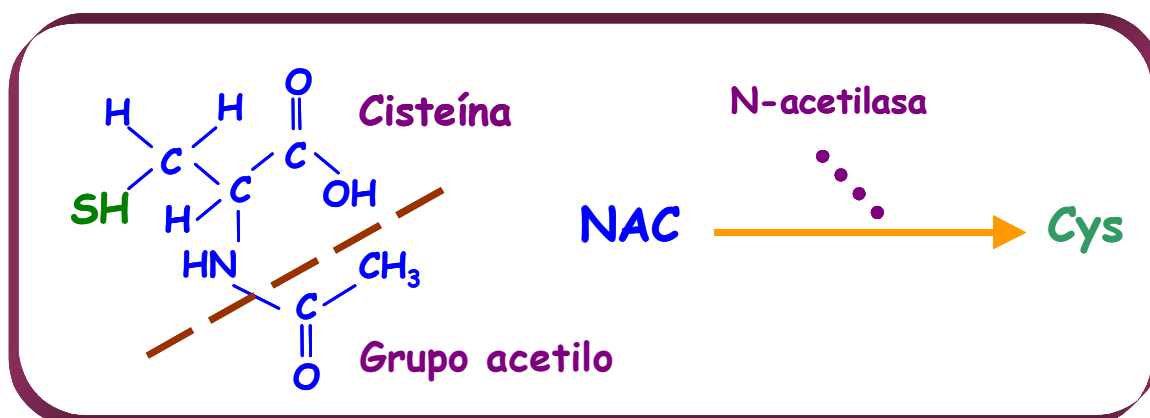 O
H
H
Cisteína
N-acetilasa
C
C
C
OH
SH
H
NAC
Cys
HN
CH₃
C
Grupo acetilo
O